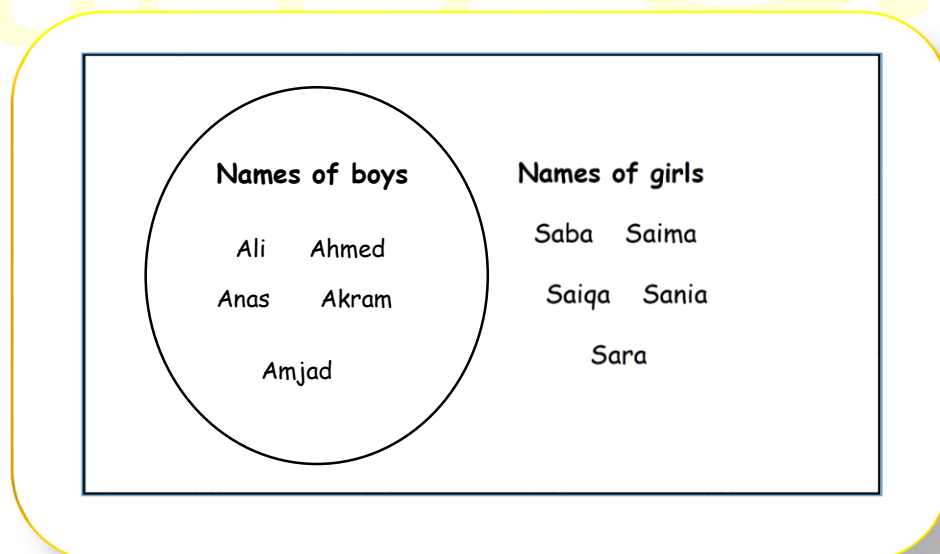 Names of boys
Ali Ahmed
Anas Akram
Amjad
Names of girls
Saba Saima
Saiqa Sania
Sara